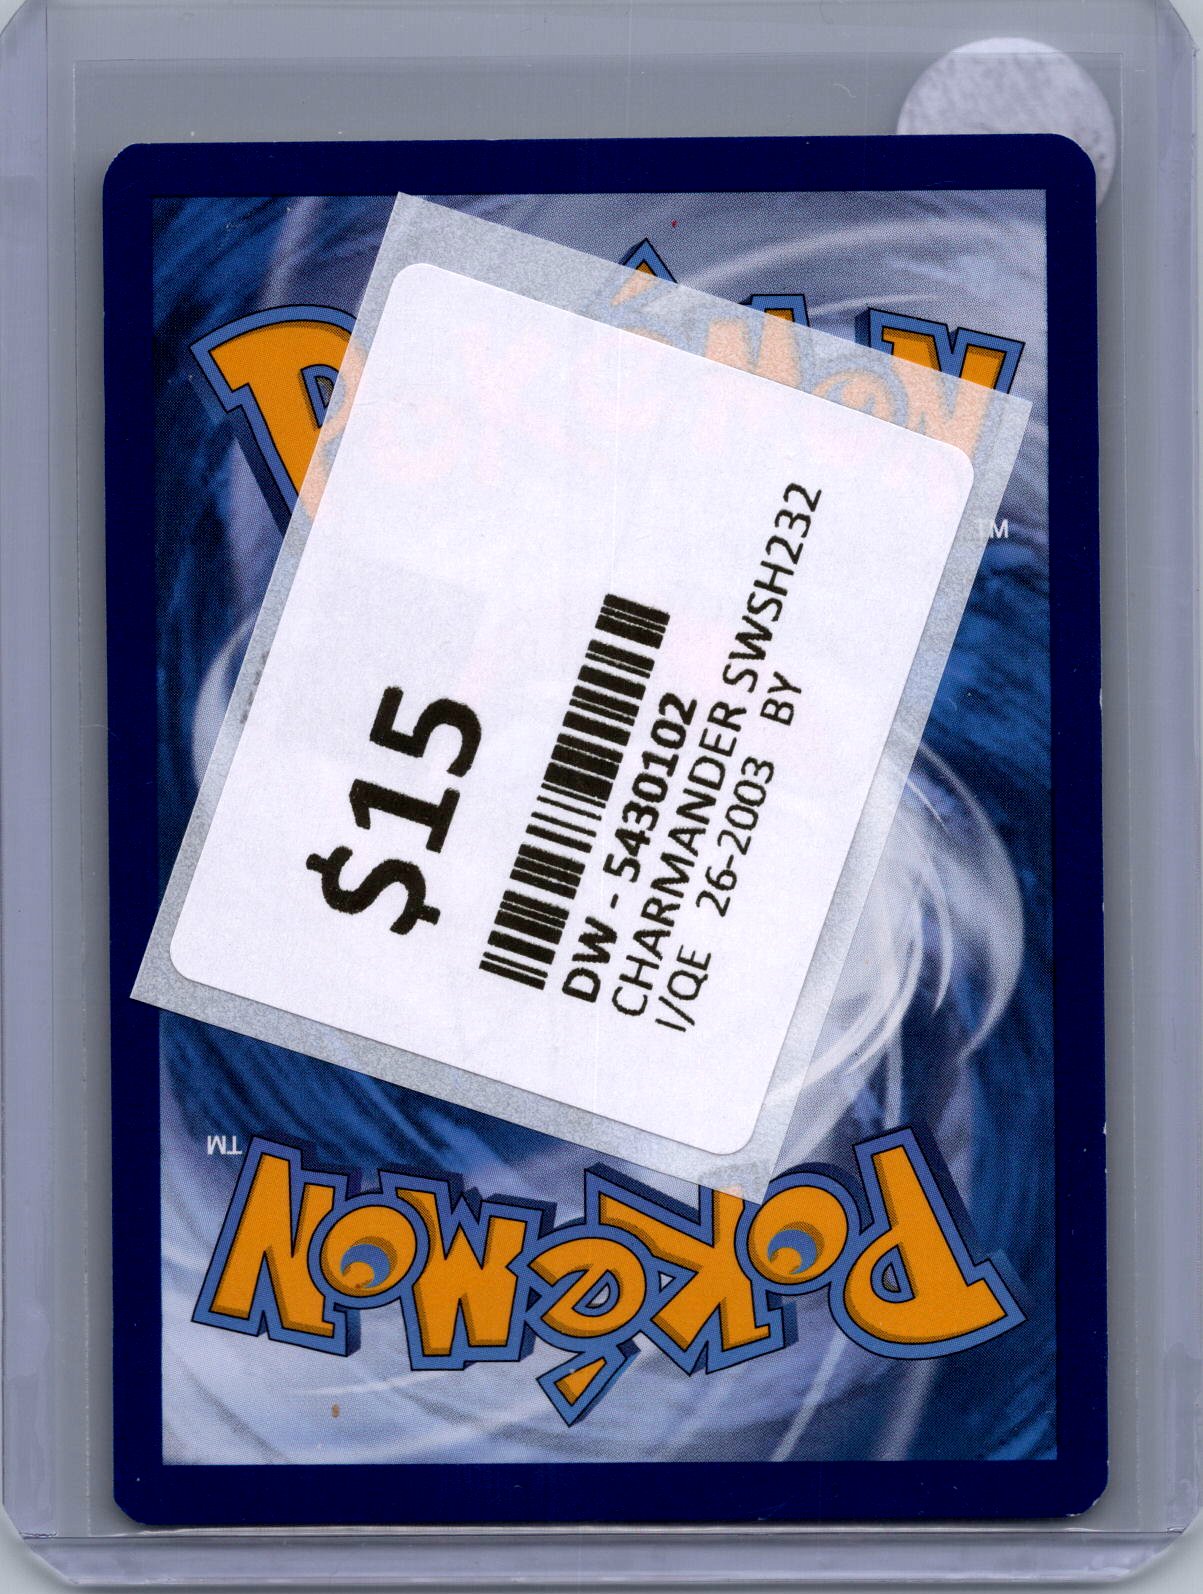 POKéMON
TM
$15
DW - 5430102
CHARMANDER SWSH232
I/QE 26-2003 BY
TM
POKéMON